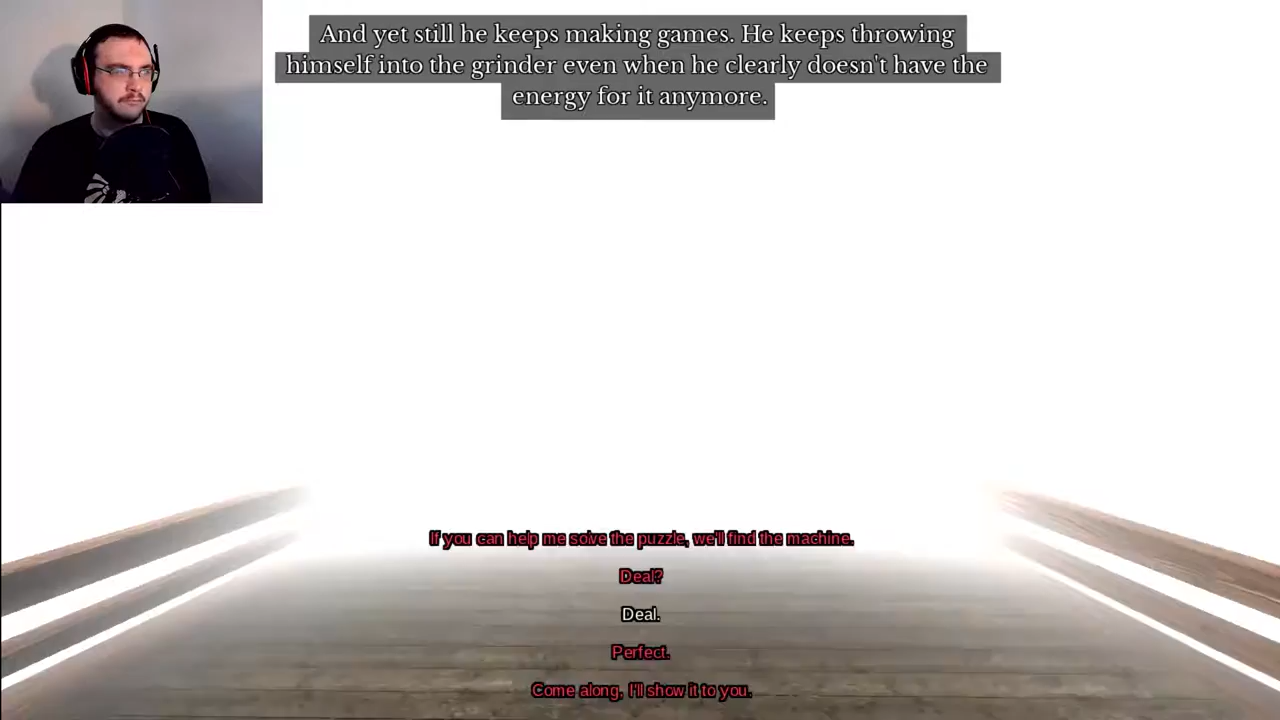 And yet still he keeps making games. He keeps throwing
himself into the grinder even when he clearly doesn't have the
energy for it anymore.
If you can help me solve the puzzle, we'll find the machine.
Deal?
Deal.
Perfect.
Come along, I'll show it to you.